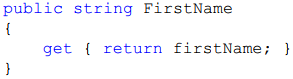 public string FirstName
{
    get { return firstName; }
}